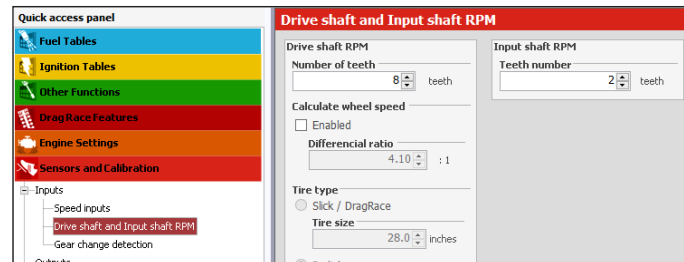 Quick access panel
Fuel Tables
Ignition Tables
Other Functions
Drag Race Features
Engine Settings
Sensors and Calibration
Inputs
Speed inputs
Drive shaft and Input shaft RPM
Gear change detection
Drive shaft and Input shaft RPM
Drive shaft RPM
Number of teeth
8 teeth
Calculate wheel speed
Enabled
Differencial ratio
4.10 : 1
Tire type
Slick / DragRace
Tire size
28.0 inches
Input shaft RPM
Teeth number
2 teeth